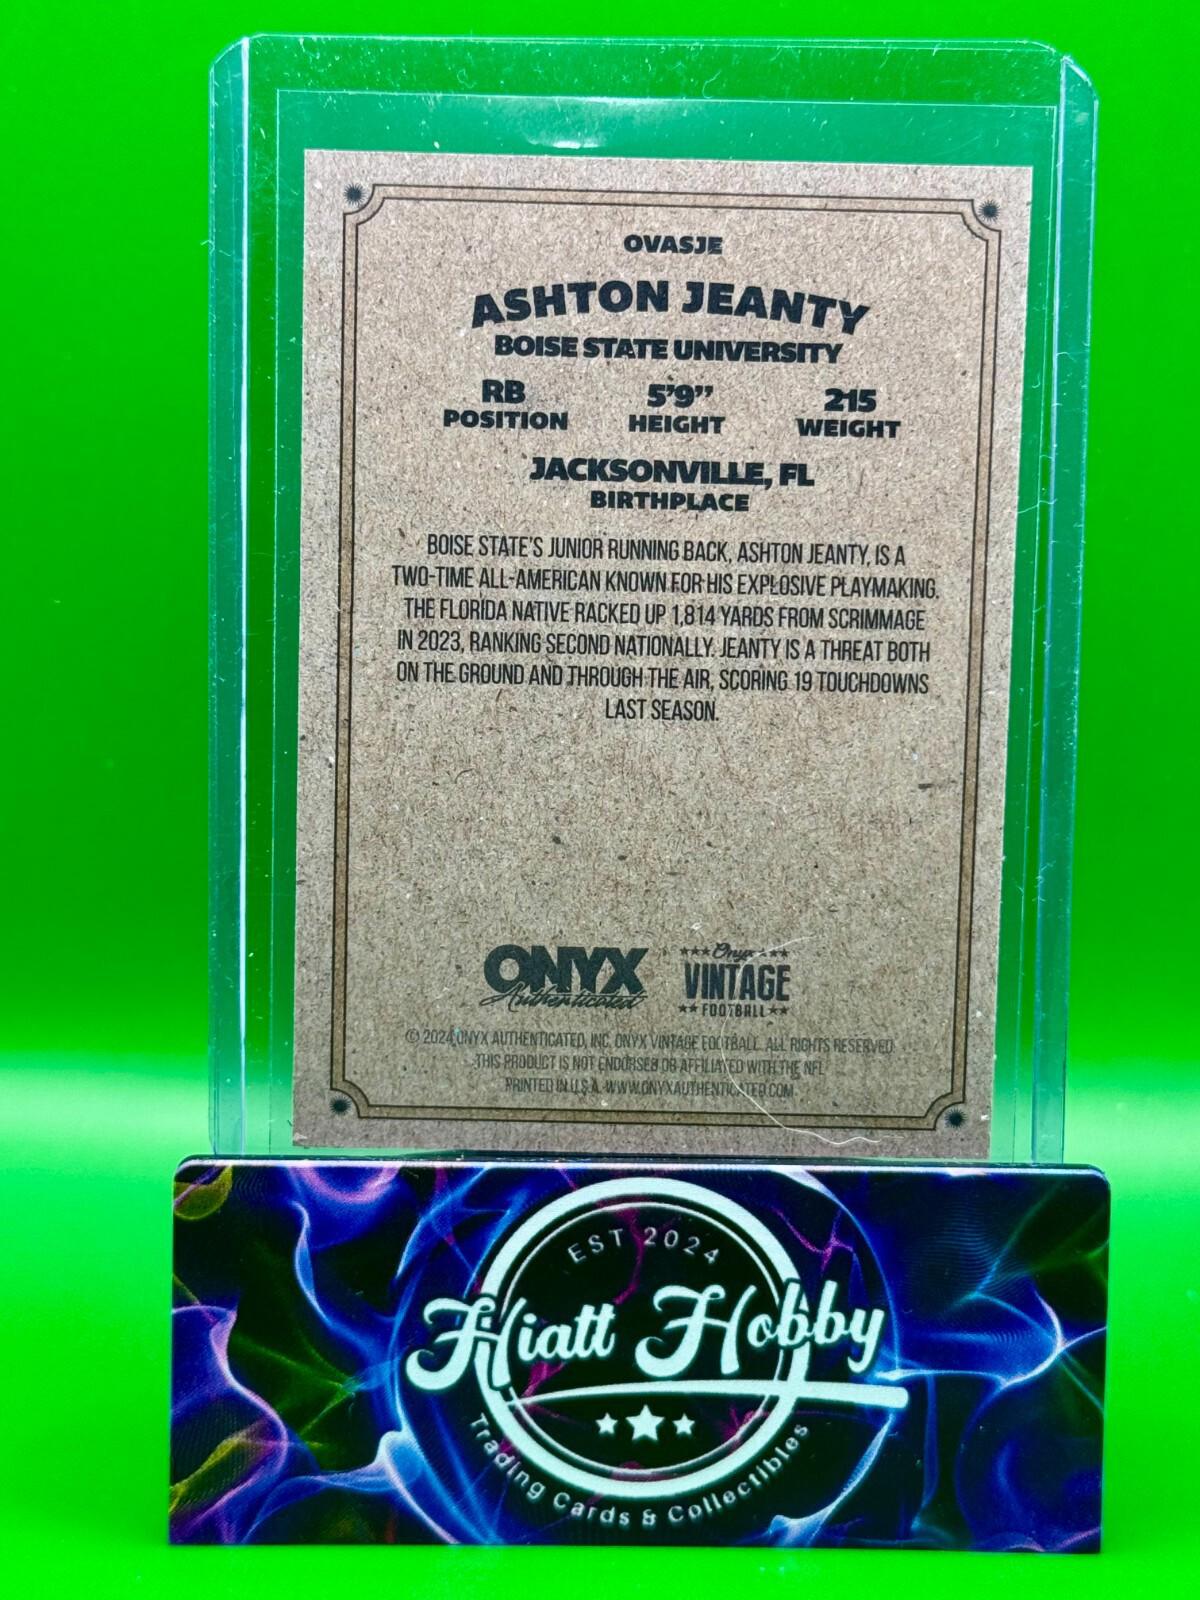 OVASJE
ASHTON JEANTY
BOISE STATE UNIVERSITY
RB 5'9" 215
POSITION HEIGHT WEIGHT
JACKSONVILLE, FL
BIRTHPLACE
BOISE STATE'S JUNIOR RUNNING BACK, ASHTON JEANTY, IS A
TWO-TIME ALL-AMERICAN KNOWN FOR HIS EXPLOSIVE PLAYMAKING.
THE FLORIDA NATIVE RACKED UP 1,814 YARDS FROM SCRIMMAGE
IN 2023, RANKING SECOND NATIONALLY. JEANTY IS A THREAT BOTH
ON THE GROUND AND THROUGH THE AIR, SCORING 19 TOUCHDOWNS
LAST SEASON.
ONYX
Authenticated
Onyx
VINTAGE
FOOTBALL
© 2024 ONYX AUTHENTICATED, INC. ONYX VINTAGE FOOTBALL. ALL RIGHTS RESERVED.
THIS PRODUCT IS NOT ENDORSED OR AFFILIATED WITH THE NFL
PRINTED IN U.S.A. WWW.ONYXAUTHENTICATED.COM
EST 2024
Hiatt Hobby
Trading Cards & Collectibles